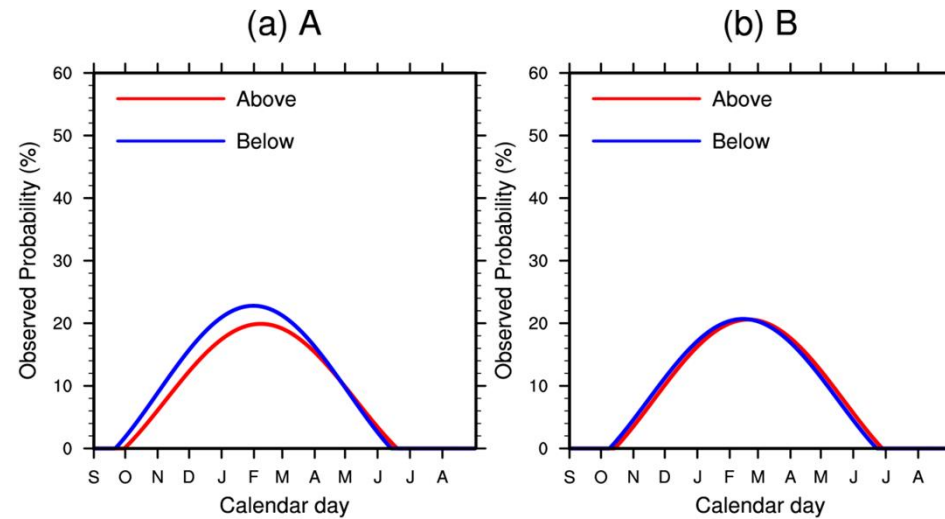 (a) A
60
50
40
30
20
10
0
Above
Below
Observed Probability (%)
S O N D J F M A M J J A
Calendar day
(b) B
60
50
40
30
20
10
0
Above
Below
Observed Probability (%)
S O N D J F M A M J J A
Calendar day